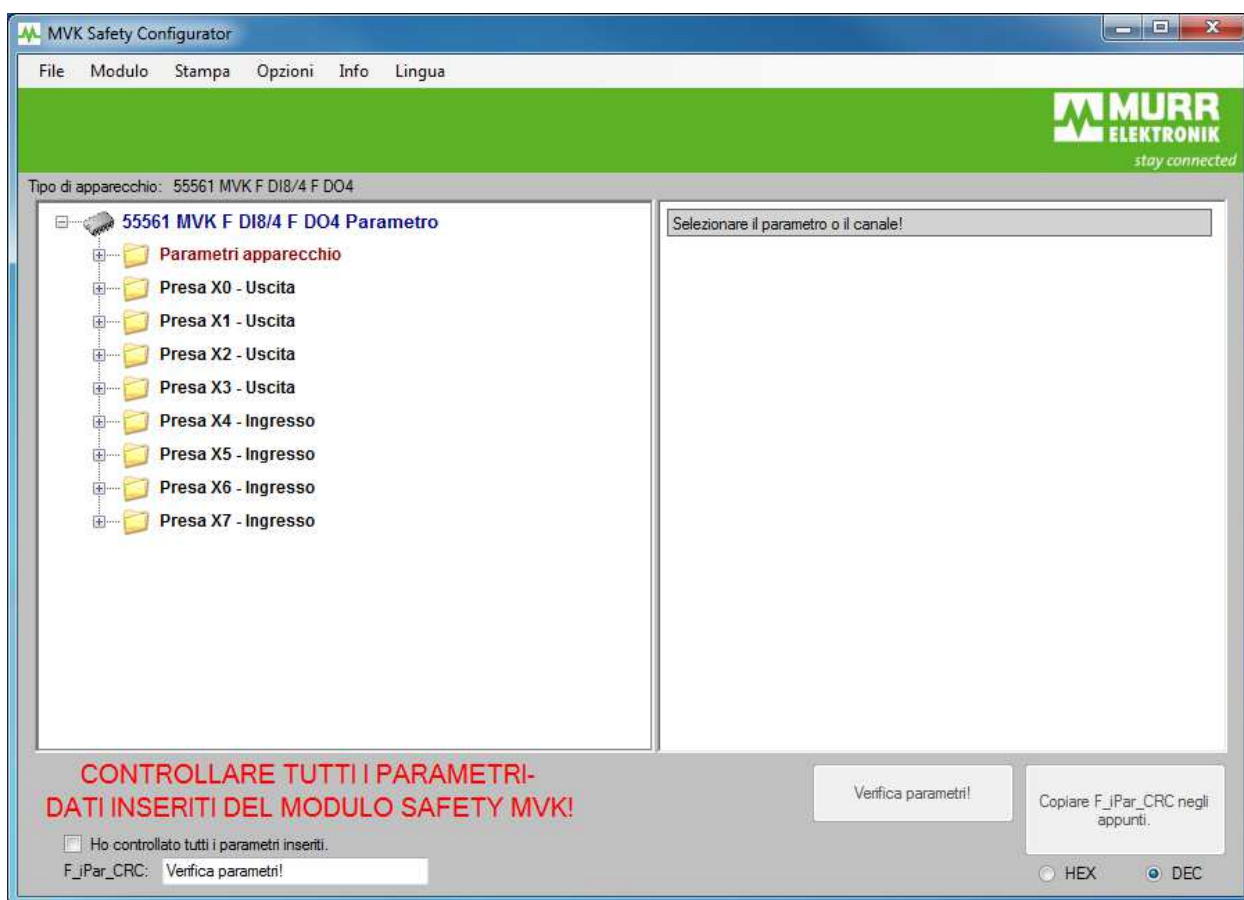 MVK Safety Configurator
File Modulo Stampa Opzioni Info Lingua
MURR
ELEKTRONIK
stay connected
Tipo di apparecchio: 55561 MVK F DI8/4 F DO4
55561 MVK F DI8/4 F DO4 Parametro
Parametri apparecchio
Presa X0 - Uscita
Presa X1 - Uscita
Presa X2 - Uscita
Presa X3 - Uscita
Presa X4 - Ingresso
Presa X5 - Ingresso
Presa X6 - Ingresso
Presa X7 - Ingresso
Selezionare il parametro o il canale!
CONTROLLARE TUTTI I PARAMETRI-
DATI INSERITI DEL MODULO SAFETY MVK!
Ho controllato tutti i parametri inseriti.
F_iPar_CRC: Verifica parametri!
Verifica parametri!
Copiare F_iPar_CRC negli
appunti.
HEX DEC